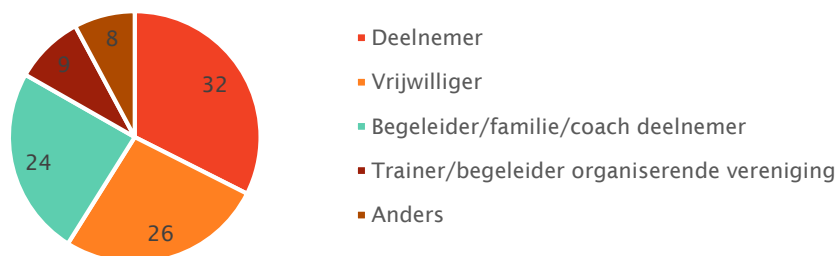 8
9
32
24
26
Deelnemer
Vrijwilliger
Begeleider/familie/coach deelnemer
Trainer/begeleider organiserende vereniging
Anders